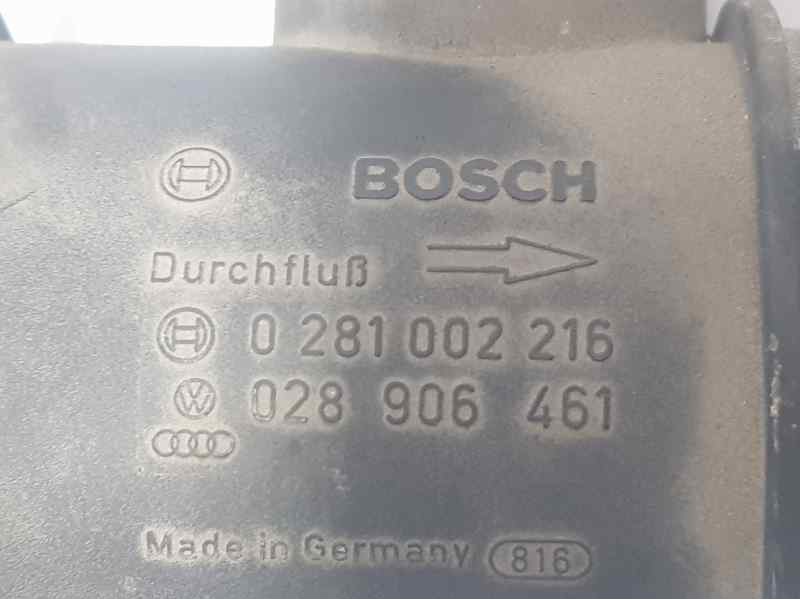 BOSCH
Durchfluß
0 281 002 216
028 906 461
Made in Germany 816